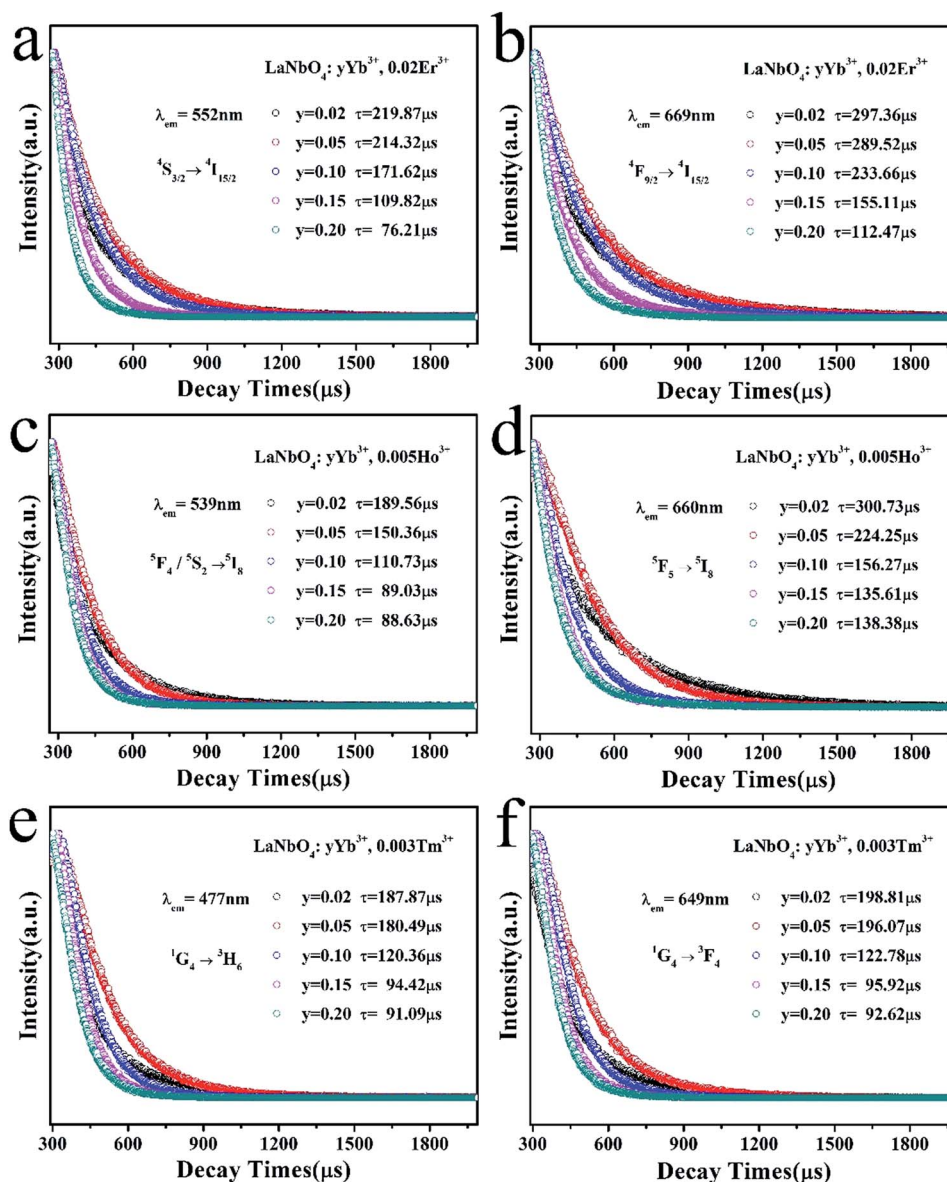 a
LaNbO₄: yYb³⁺, 0.02Er³⁺
λem = 552nm
⁴S₃/₂→⁴I₁₅/₂
y=0.02 τ=219.87μs
y=0.05 τ=214.32μs
y=0.10 τ=171.62μs
y=0.15 τ=109.82μs
y=0.20 τ= 76.21μs
Intensity(a.u.)
300 600 900 1200 1500 1800
Decay Times(μs)
b
LaNbO₄: yYb³⁺, 0.02Er³⁺
λem = 669nm
⁴F₉/₂→⁴I₁₅/₂
y=0.02 τ=297.36μs
y=0.05 τ=289.52μs
y=0.10 τ=233.66μs
y=0.15 τ=155.11μs
y=0.20 τ=112.47μs
Intensity(a.u.)
300 600 900 1200 1500 1800
Decay Times(μs)
c
LaNbO₄: yYb³⁺, 0.005Ho³⁺
λem = 539nm
⁵F₄ / ⁵S₂→⁵I₈
y=0.02 τ=189.56μs
y=0.05 τ=150.36μs
y=0.10 τ=110.73μs
y=0.15 τ= 89.03μs
y=0.20 τ= 88.63μs
Intensity(a.u.)
300 600 900 1200 1500 1800
Decay Times(μs)
d
LaNbO₄: yYb³⁺, 0.005Ho³⁺
λem = 660nm
⁵F₅ → ⁵I₈
y=0.02 τ=300.73μs
y=0.05 τ=224.25μs
y=0.10 τ=156.27μs
y=0.15 τ=135.61μs
y=0.20 τ=138.38μs
Intensity(a.u.)
300 600 900 1200 1500 1800
Decay Times(μs)
e
LaNbO₄: yYb³⁺, 0.003Tm³⁺
λem = 477nm
¹G₄ → ³H₆
y=0.02 τ=187.87μs
y=0.05 τ=180.49μs
y=0.10 τ=120.36μs
y=0.15 τ= 94.42μs
y=0.20 τ= 91.09μs
Intensity(a.u.)
300 600 900 1200 1500 1800
Decay Times(μs)
f
LaNbO₄: yYb³⁺, 0.003Tm³⁺
λem = 649nm
¹G₄→ ³F₄
y=0.02 τ=198.81μs
y=0.05 τ=196.07μs
y=0.10 τ=122.78μs
y=0.15 τ= 95.92μs
y=0.20 τ= 92.62μs
Intensity(a.u.)
300 600 900 1200 1500 1800
Decay Times(μs)